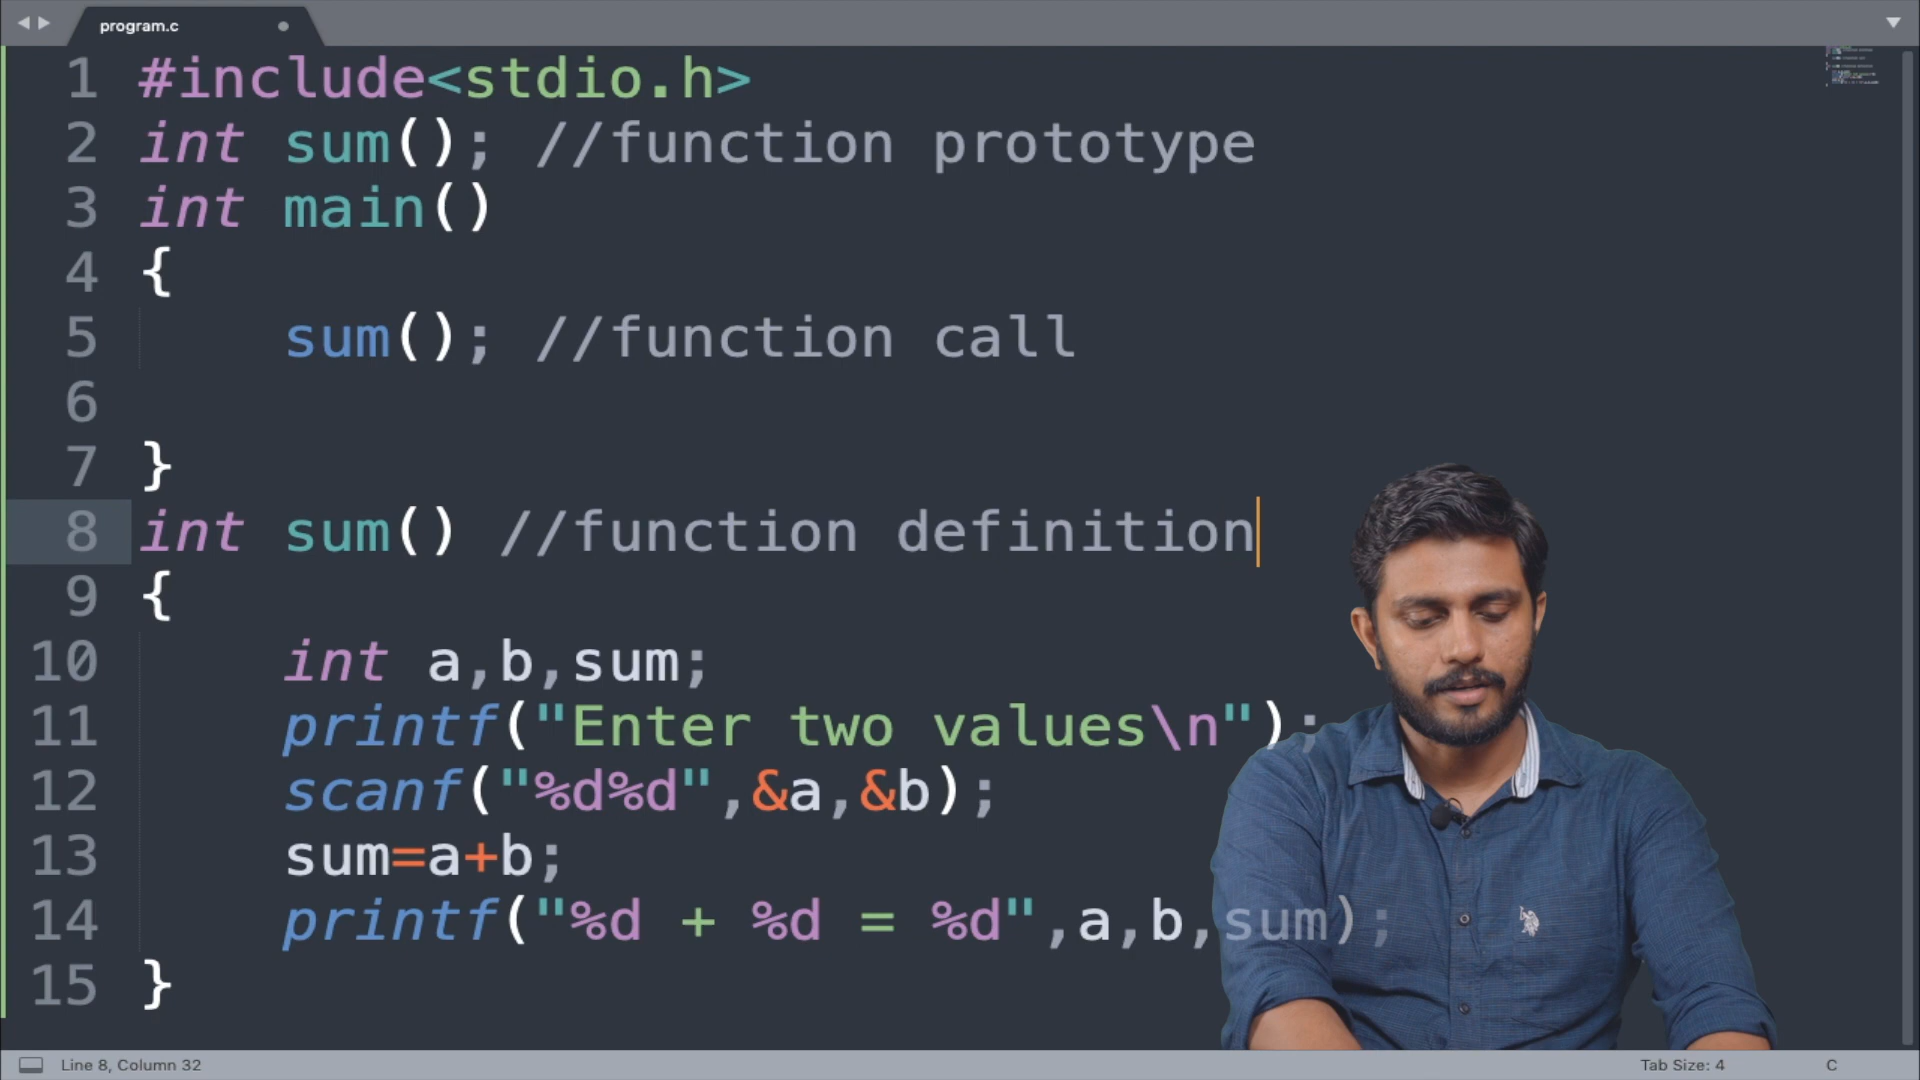 program.c
1 #include<stdio.h>
2 int sum(); //function prototype
3 int main()
4 {
5 sum(); //function call
6
7 }
8 int sum() //function definition
9 {
10 int a,b,sum;
11 printf("Enter two values\n");
12 scanf("%d%d",&a,&b);
13 sum=a+b;
14 printf("%d + %d = %d",a,b,sum);
15 }
Line 8, Column 32
Tab Size: 4
C